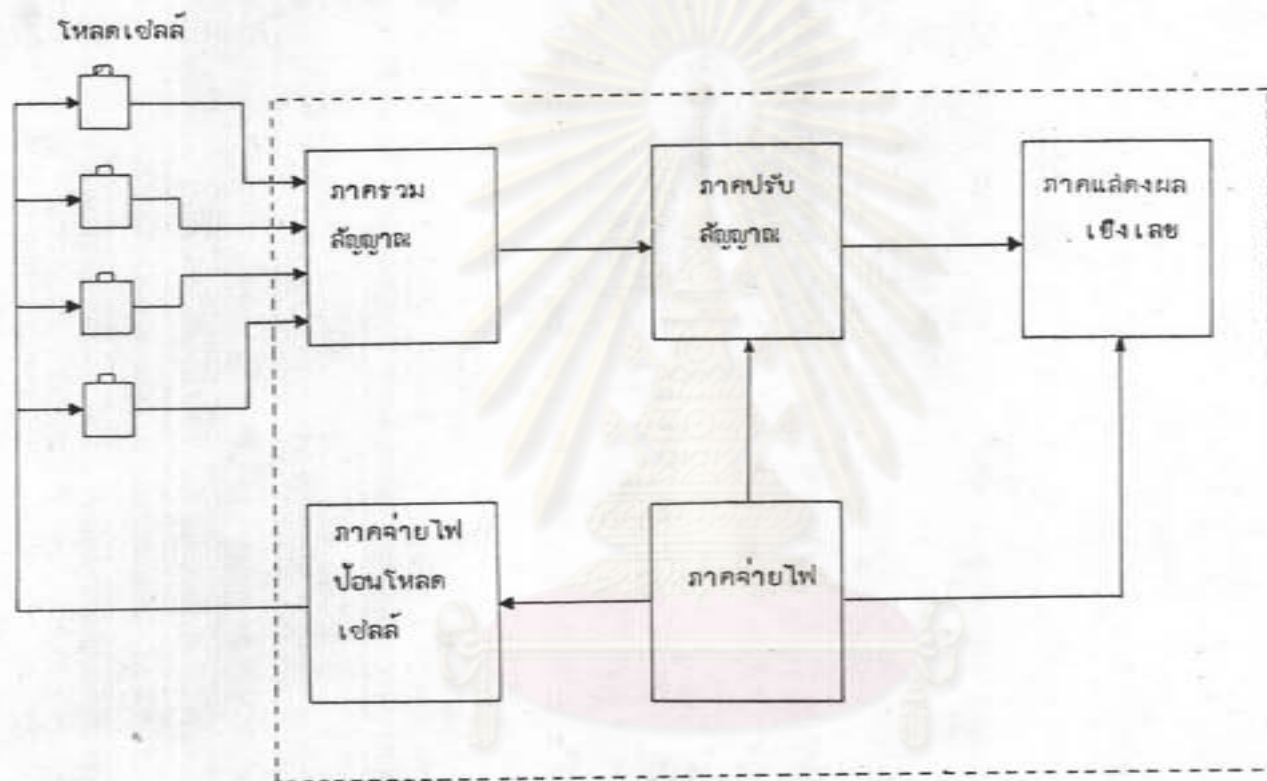 โหลดเซลล์
ภาครวม
สัญญาณ
ภาคปรับ
สัญญาณ
ภาคแสดงผล
เชิงเลข
ภาคจ่ายไฟ
ป้อนโหลด
เซลล์
ภาคจ่ายไฟ